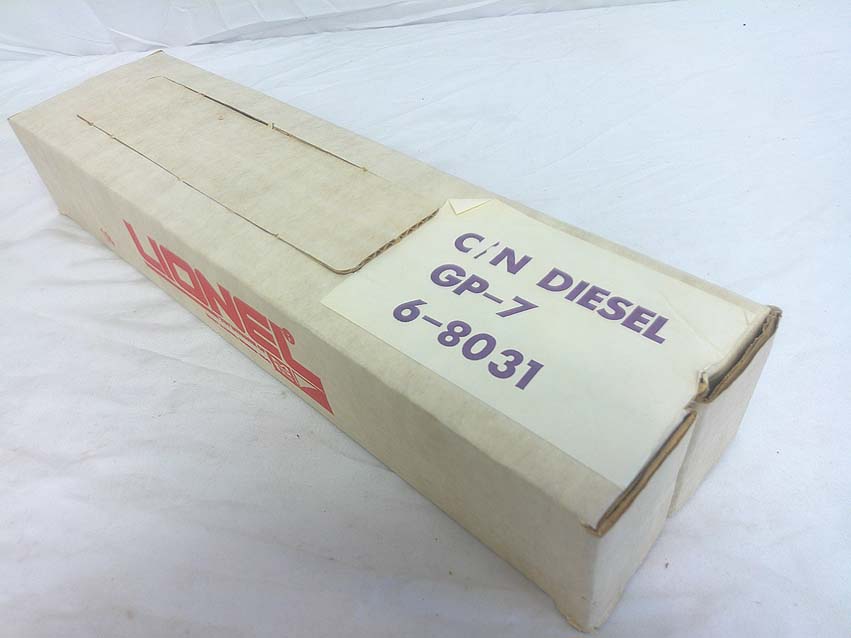 C/N DIESEL
GP-7
6-8031
LIONEL®